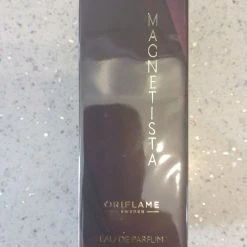 MAGNETISTA
ORIFLAME
SWEDEN
EAU DE PARFUM